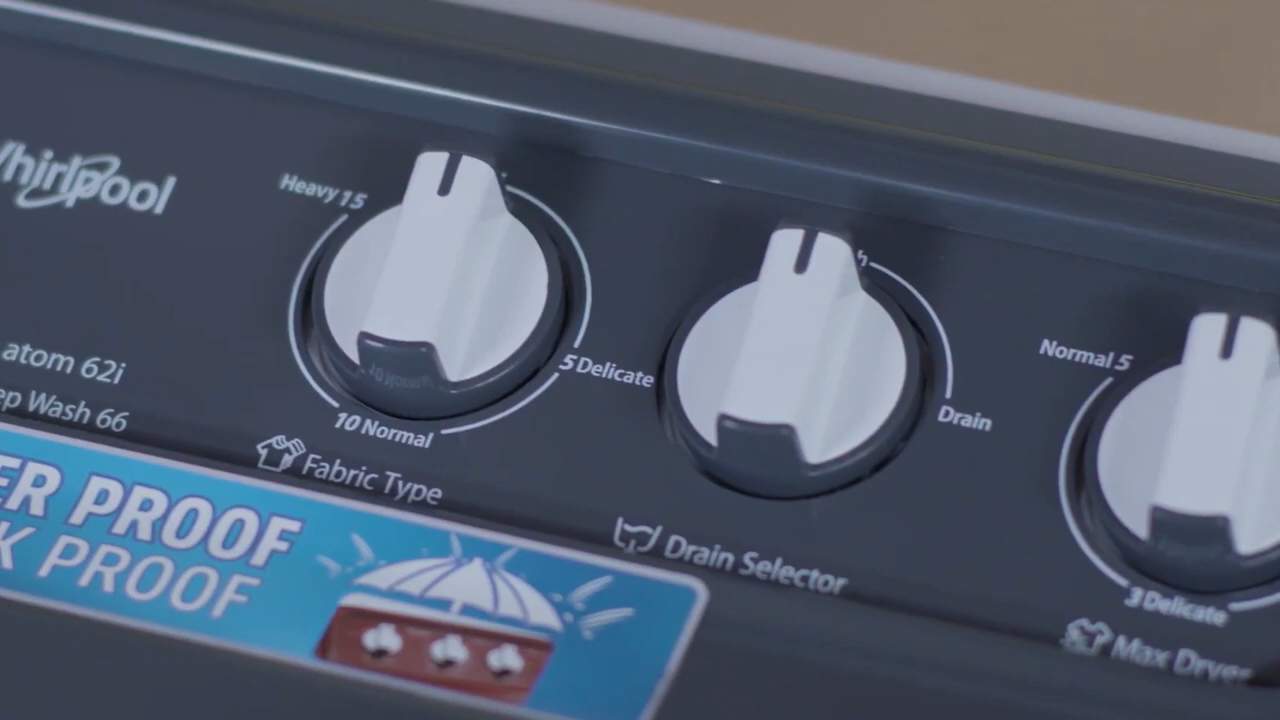 Whirlpool
atom 62i
ep Wash 66
ER PROOF
K PROOF
Heavy 15
5 Delicate
10 Normal
Fabric Type
h
Drain
Drain Selector
Normal 5
3 Delicate
Max Dryer